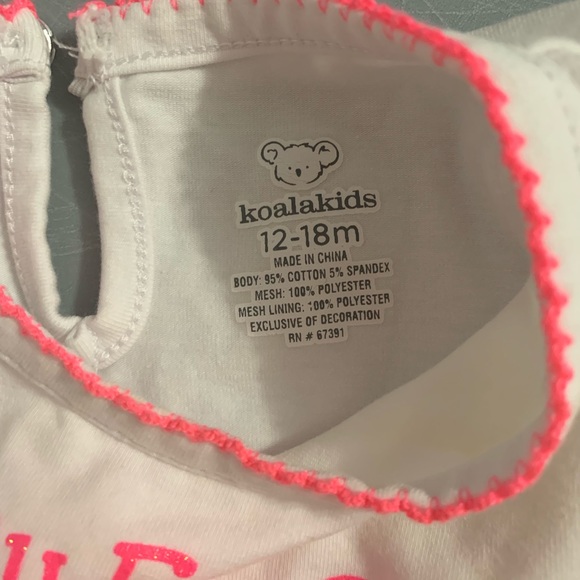 koalakids
12-18m
MADE IN CHINA
BODY: 95% COTTON 5% SPANDEX
MESH: 100% POLYESTER
MESH LINING: 100% POLYESTER
EXCLUSIVE OF DECORATION
RN # 67391